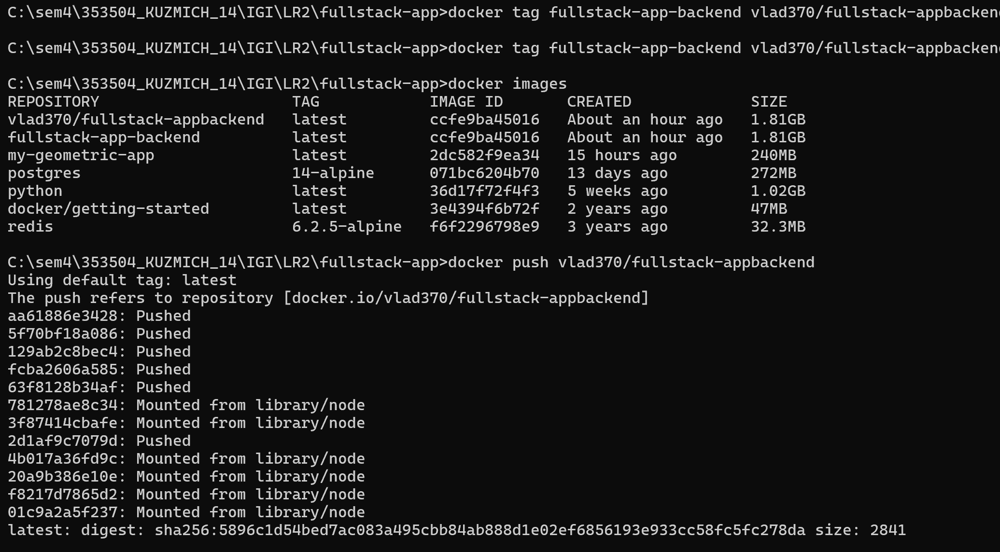 C:\sem4\353504_KUZMICH_14\IGI\LR2\fullstack-app>docker tag fullstack-app-backend vlad370/fullstack-appbackend
C:\sem4\353504_KUZMICH_14\IGI\LR2\fullstack-app>docker tag fullstack-app-backend vlad370/fullstack-appbackend
C:\sem4\353504_KUZMICH_14\IGI\LR2\fullstack-app>docker images
REPOSITORY TAG IMAGE ID CREATED SIZE
vlad370/fullstack-appbackend latest ccfe9ba45016 About an hour ago 1.81GB
fullstack-app-backend latest ccfe9ba45016 About an hour ago 1.81GB
my-geometric-app latest 2dc582f9ea34 15 hours ago 240MB
postgres 14-alpine 071bc6204b70 13 days ago 272MB
python latest 36d17f72f4f3 5 weeks ago 1.02GB
docker/getting-started latest 3e4394f6b72f 2 years ago 47MB
redis 6.2.5-alpine f6f2296798e9 3 years ago 32.3MB
C:\sem4\353504_KUZMICH_14\IGI\LR2\fullstack-app>docker push vlad370/fullstack-appbackend
Using default tag: latest
The push refers to repository [docker.io/vlad370/fullstack-appbackend]
aa61886e3428: Pushed
5f70bf18a086: Pushed
129ab2c8bec4: Pushed
fcba2606a585: Pushed
63f8128b34af: Pushed
781278ae8c34: Mounted from library/node
3f87414cbafe: Mounted from library/node
2d1af9c7079d: Pushed
4b017a36fd9c: Mounted from library/node
20a9b386e10e: Mounted from library/node
f8217d7865d2: Mounted from library/node
01c9a2a5f237: Mounted from library/node
latest: digest: sha256:5896c1d54bed7ac083a495cbb84ab888d1e02ef6856193e933cc58fc5fc278da size: 2841